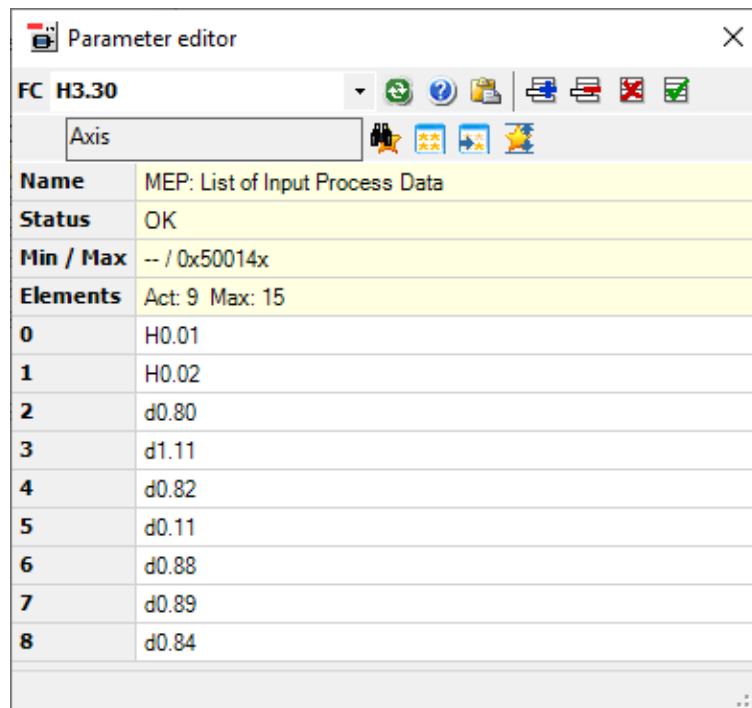 Parameter editor
FC H3.30
Axis
Name MEP: List of Input Process Data
Status OK
Min / Max -- / 0x50014x
Elements Act: 9 Max: 15
0 H0.01
1 H0.02
2 d0.80
3 d1.11
4 d0.82
5 d0.11
6 d0.88
7 d0.89
8 d0.84